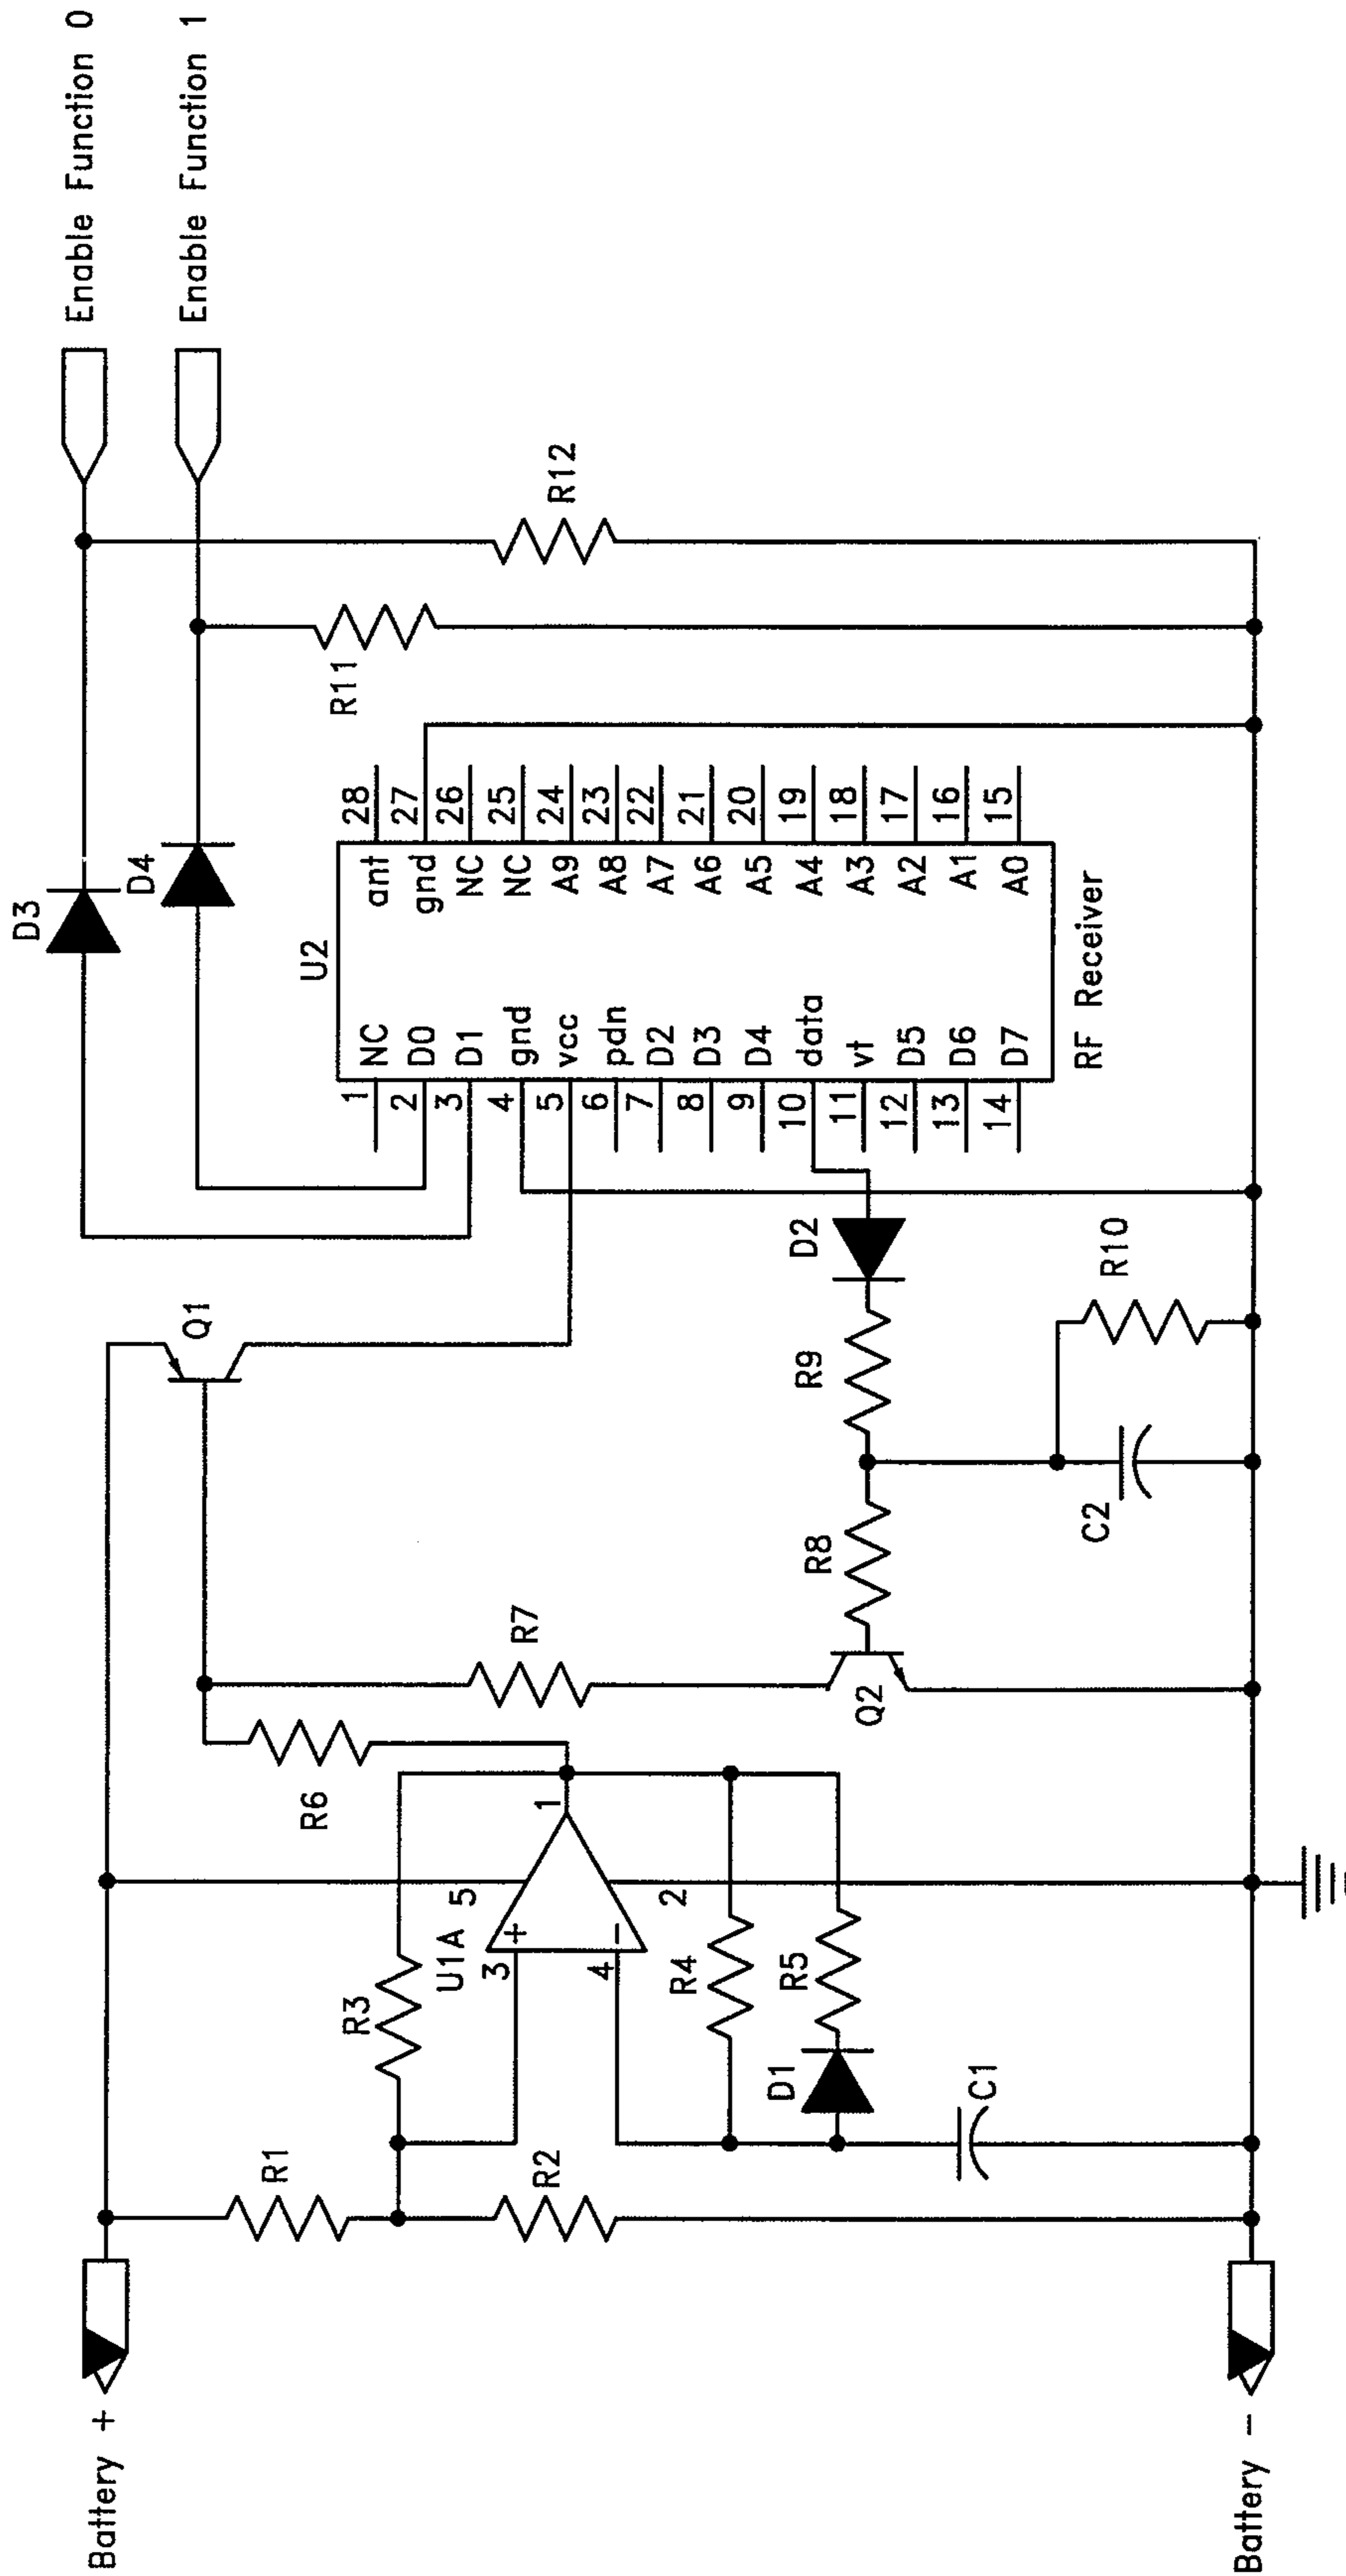 Battery +
Battery –
Enable Function 0
Enable Function 1
R1
R2
R3
U1A
3
+
4
–
5
2
1
R4
R5
D1
C1
R6
R7
Q1
Q2
R8
R9
D2
C2
R10
D3
D4
U2
1 NC
2 D0
3 D1
4 gnd
5 vcc
6 pdn
7 D2
8 D3
9 D4
10 data
11 vt
12 D5
13 D6
14 D7
ant 28
gnd 27
NC 26
NC 25
A9 24
A8 23
A7 22
A6 21
A5 20
A4 19
A3 18
A2 17
A1 16
A0 15
RF Receiver
R11
R12